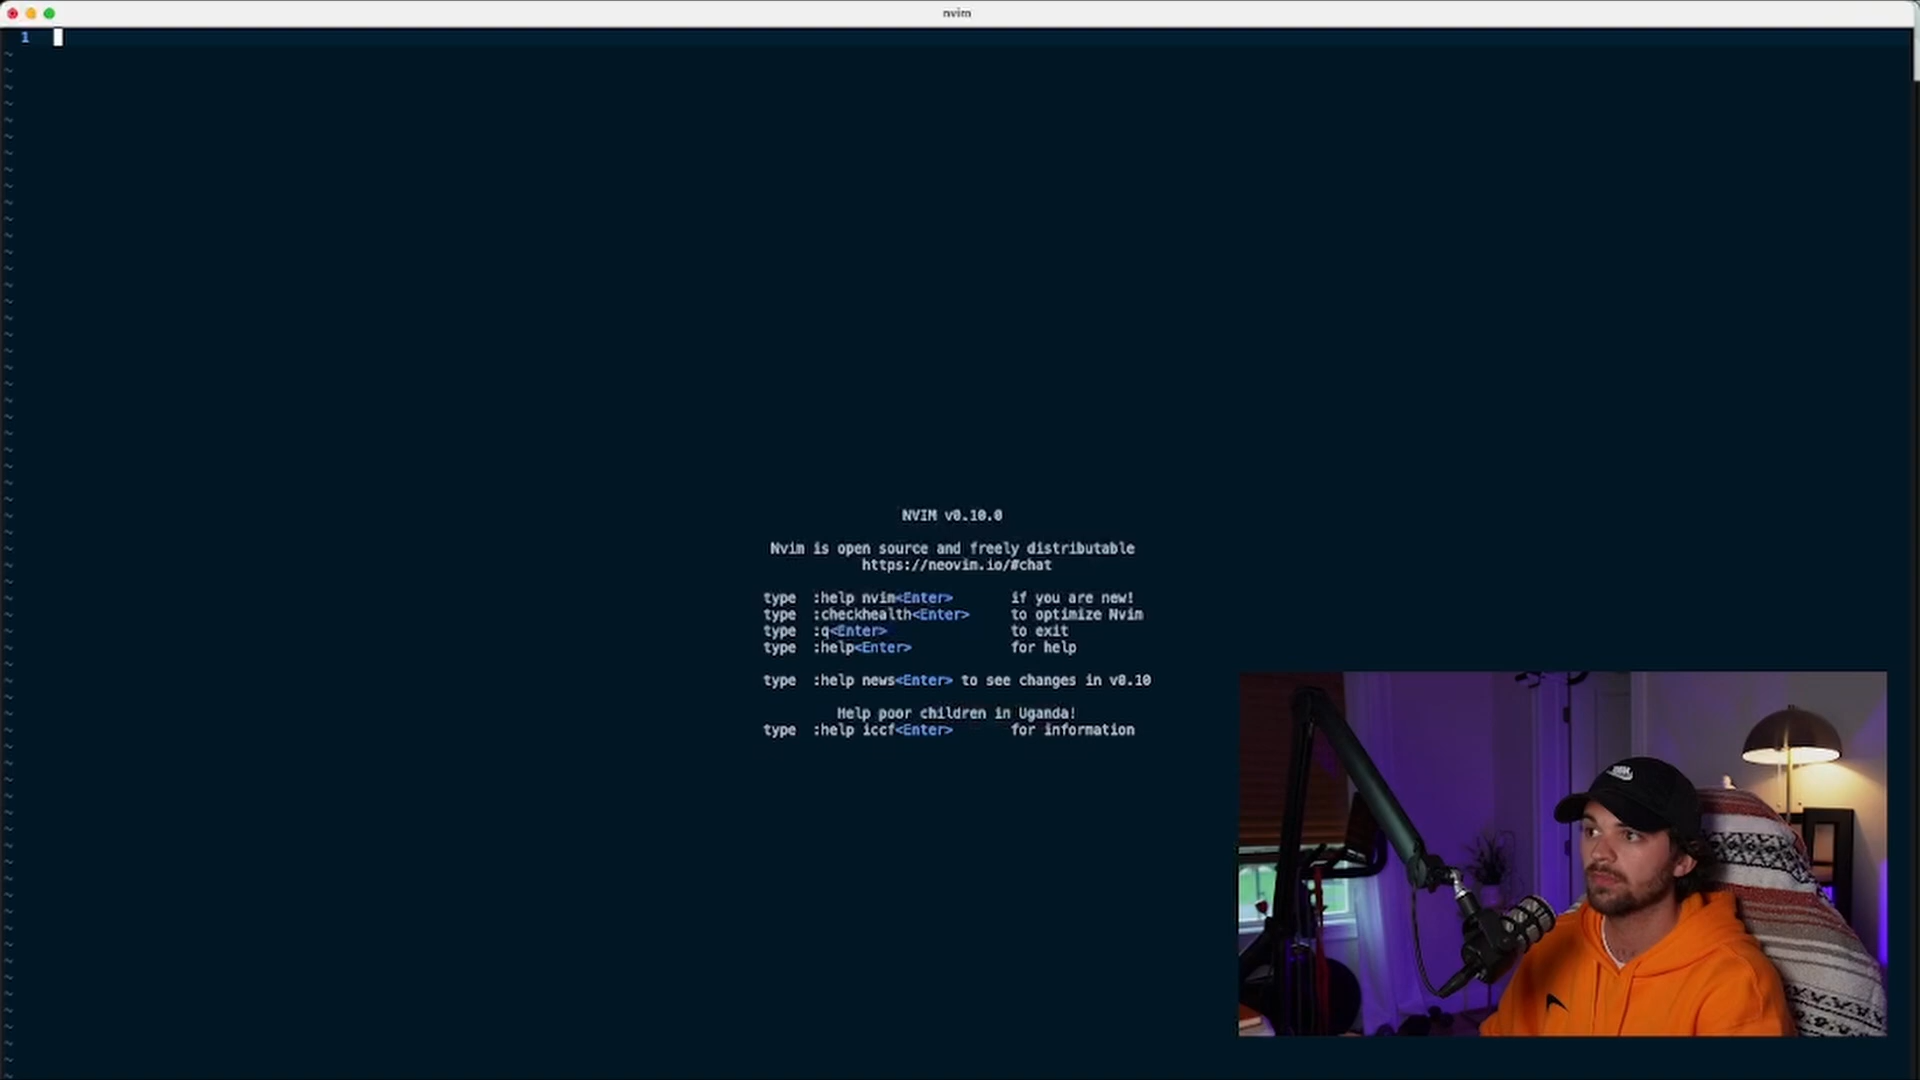 nvim
1
NVIM v0.10.0
Nvim is open source and freely distributable
https://neovim.io/#chat
type :help nvim<Enter> if you are new!
type :checkhealth<Enter> to optimize Nvim
type :q<Enter> to exit
type :help<Enter> for help
type :help news<Enter> to see changes in v0.10
Help poor children in Uganda!
type :help iccf<Enter> for information